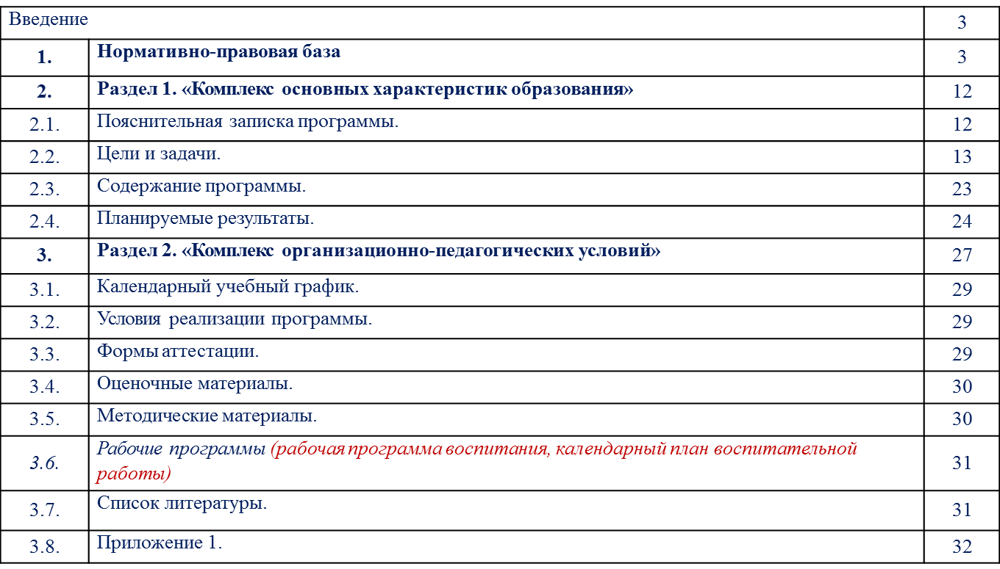 Введение 3
1. Нормативно-правовая база 3
2. Раздел 1. «Комплекс основных характеристик образования» 12
2.1. Пояснительная записка программы. 12
2.2. Цели и задачи. 13
2.3. Содержание программы. 23
2.4. Планируемые результаты. 24
3. Раздел 2. «Комплекс организационно-педагогических условий» 27
3.1. Календарный учебный график. 29
3.2. Условия реализации программы. 29
3.3. Формы аттестации. 29
3.4. Оценочные материалы. 30
3.5. Методические материалы. 30
3.6. Рабочие программы (рабочая программа воспитания, календарный план воспитательной
работы) 31
3.7. Список литературы. 31
3.8. Приложение 1. 32